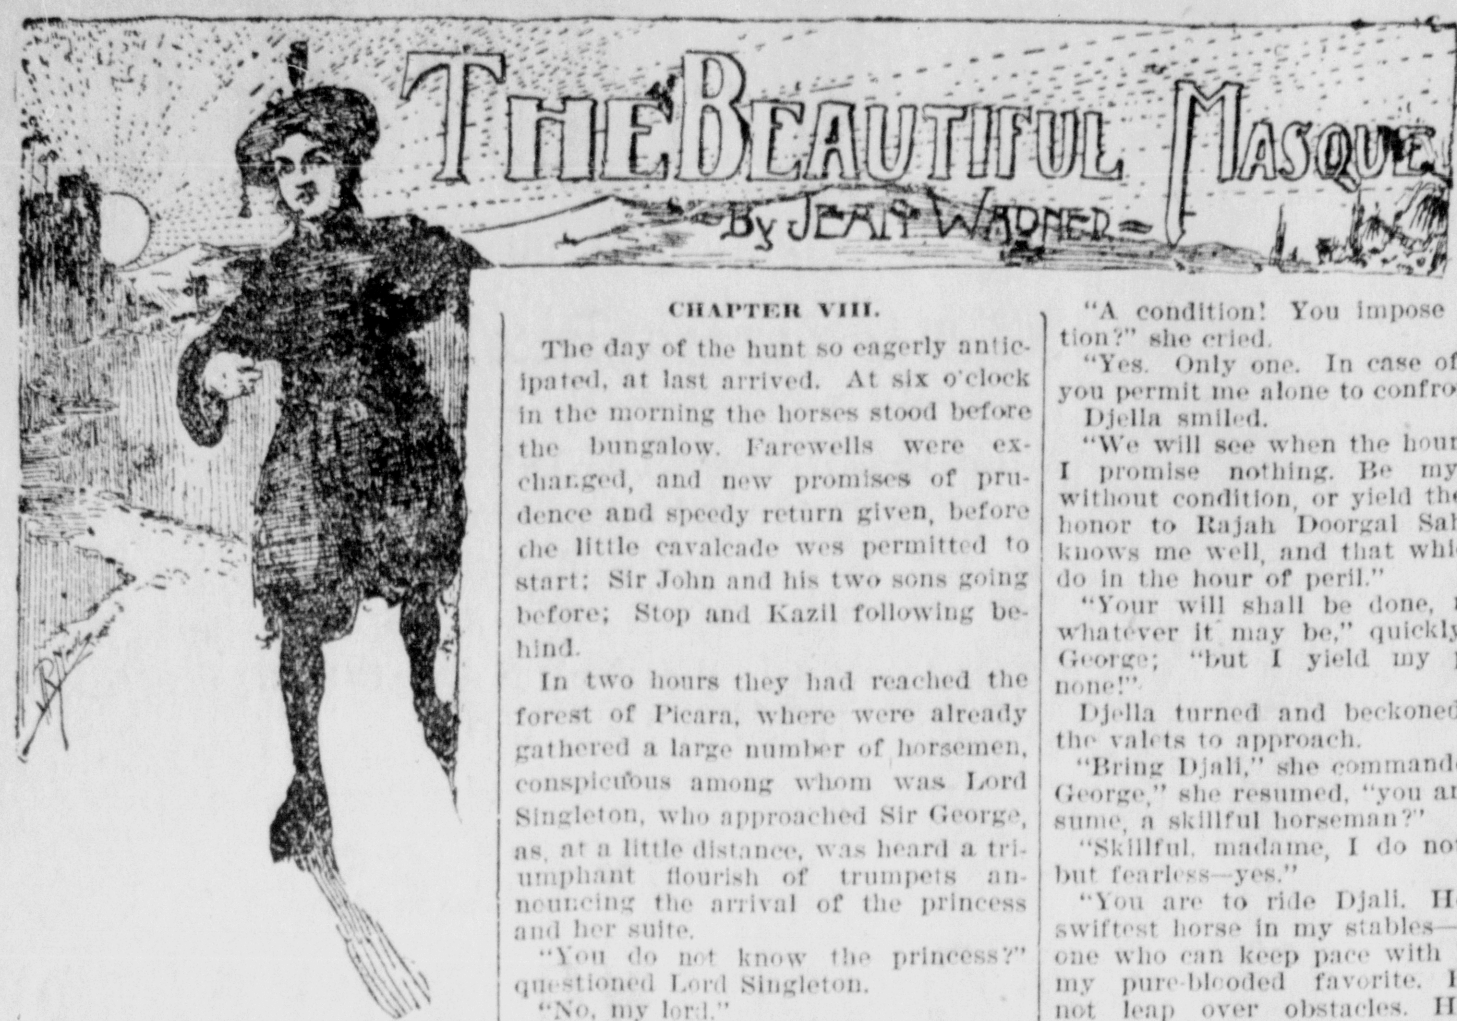 THE BEAUTIFUL MASQUE
-By JEAN WAGNER-
CHAPTER VIII.
The day of the hunt so eagerly antic-
ipated, at last arrived. At six o'clock
in the morning the horses stood before
the bungalow. Farewells were ex-
changed, and new promises of pru-
dence and speedy return given, before
the little cavalcade wes permitted to
start: Sir John and his two sons going
before; Stop and Kazil following be-
hind.
In two hours they had reached the
forest of Picara, where were already
gathered a large number of horsemen,
conspicuous among whom was Lord
Singleton, who approached Sir George,
as, at a little distance, was heard a tri-
umphant flourish of trumpets an-
nouncing the arrival of the princess
and her suite.
"You do not know the princess?"
questioned Lord Singleton.
"No, my lord."
"A condition! You impose
tion?" she cried.
"Yes. Only one. In case of
you permit me alone to confro
Djella smiled.
"We will see when the hour
I promise nothing. Be my
without condition, or yield the
honor to Rajah Doorgal Sah
knows me well, and that whi
do in the hour of peril."
"Your will shall be done,
whatever it may be," quickly
George; "but I yield my
none!"
Djella turned and beckoned
the valets to approach.
"Bring Djali," she commande
George," she resumed, "you ar
sume, a skillful horseman?"
"Skillful, madame, I do not
but fearless—yes."
"You are to ride Djali. H
swiftest horse in my stables—
one who can keep pace with
my pure-blooded favorite.
not leap over obstacles. H